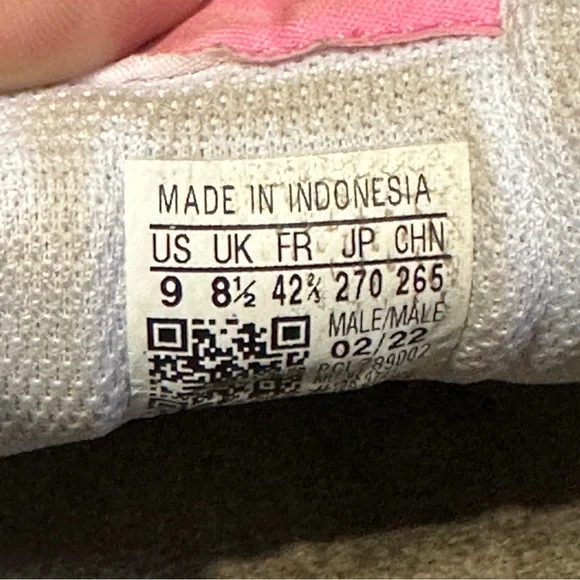 MADE IN INDONESIA
US UK FR JP CHN
9 8½ 42⅔ 270 265
MALE/MALE
02/22